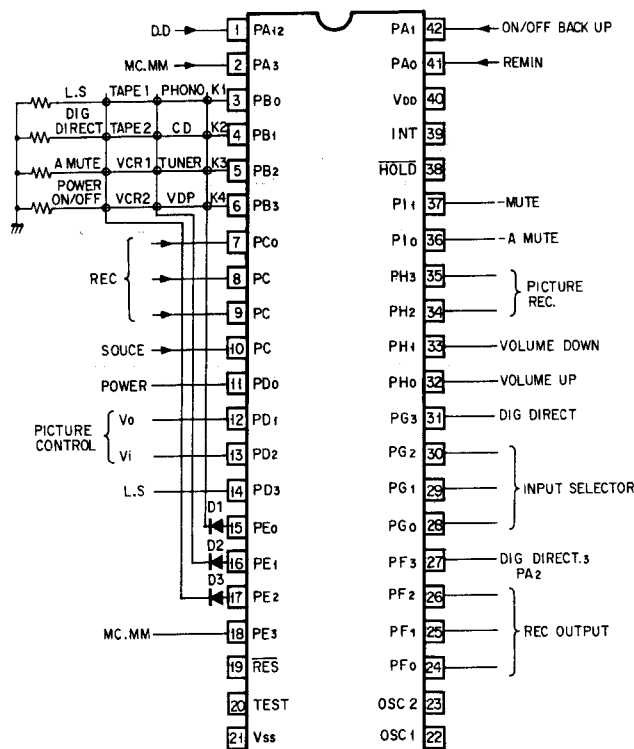 D.D 1 PA12 PA1 42 ON/OFF BACK UP
MC.MM 2 PA3 PA0 41 REMIN
L.S TAPE 1 PHONO K1 3 PB0 VDD 40
DIG DIRECT TAPE2 CD K2 4 PB1 INT 39
A MUTE VCR1 TUNER K3 5 PB2 HOLD 38
POWER ON/OFF VCR2 VDP K4 6 PB3 PI1 37 -MUTE
7 PC0 PI0 36 -A MUTE
REC 8 PC PH3 35 PICTURE REC.
9 PC PH2 34
SOUCE 10 PC PH1 33 VOLUME DOWN
POWER 11 PD0 PH0 32 VOLUME UP
PICTURE CONTROL Vo 12 PD1 PG3 31 DIG DIRECT
Vi 13 PD2 PG2 30
L.S 14 PD3 PG1 29 INPUT SELECTOR
D1 15 PE0 PG0 28
D2 16 PE1 PF3 27 DIG DIRECT.3 PA2
D3 17 PE2 PF2 26
MC.MM 18 PE3 PF1 25 REC OUTPUT
19 RES PF0 24
20 TEST OSC 2 23
21 Vss OSC 1 22